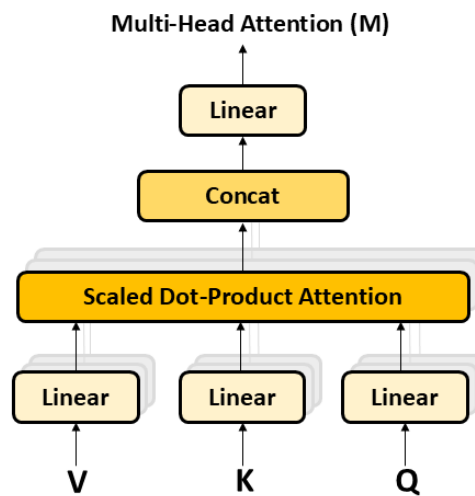 Multi-Head Attention (M)
Linear
Concat
Scaled Dot-Product Attention
Linear Linear Linear
V K Q